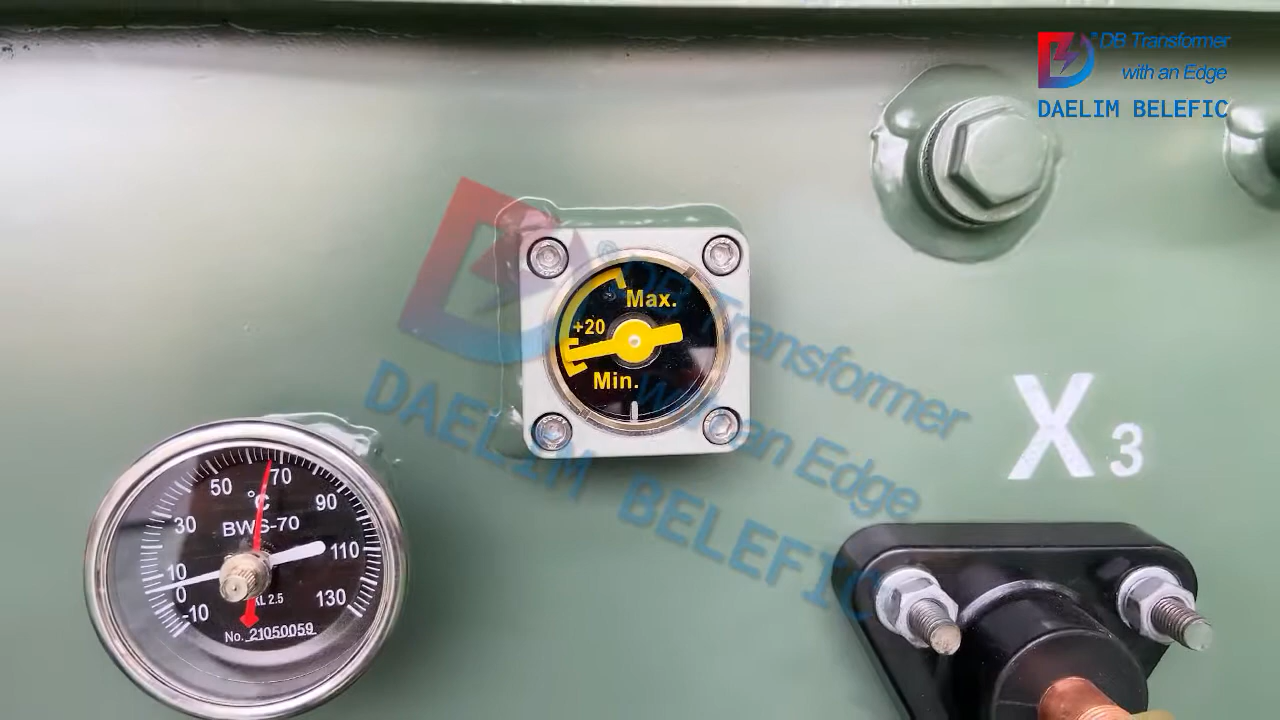 DB Transformer
with an Edge
DAELIM BELEFIC
Max.
+20
Min.
DB Transformer
with an Edge
DAELIM BELEFIC
X3
50
70
°C
30
90
BWS-70
110
10
0
2.5
130
-10
No. 21050059